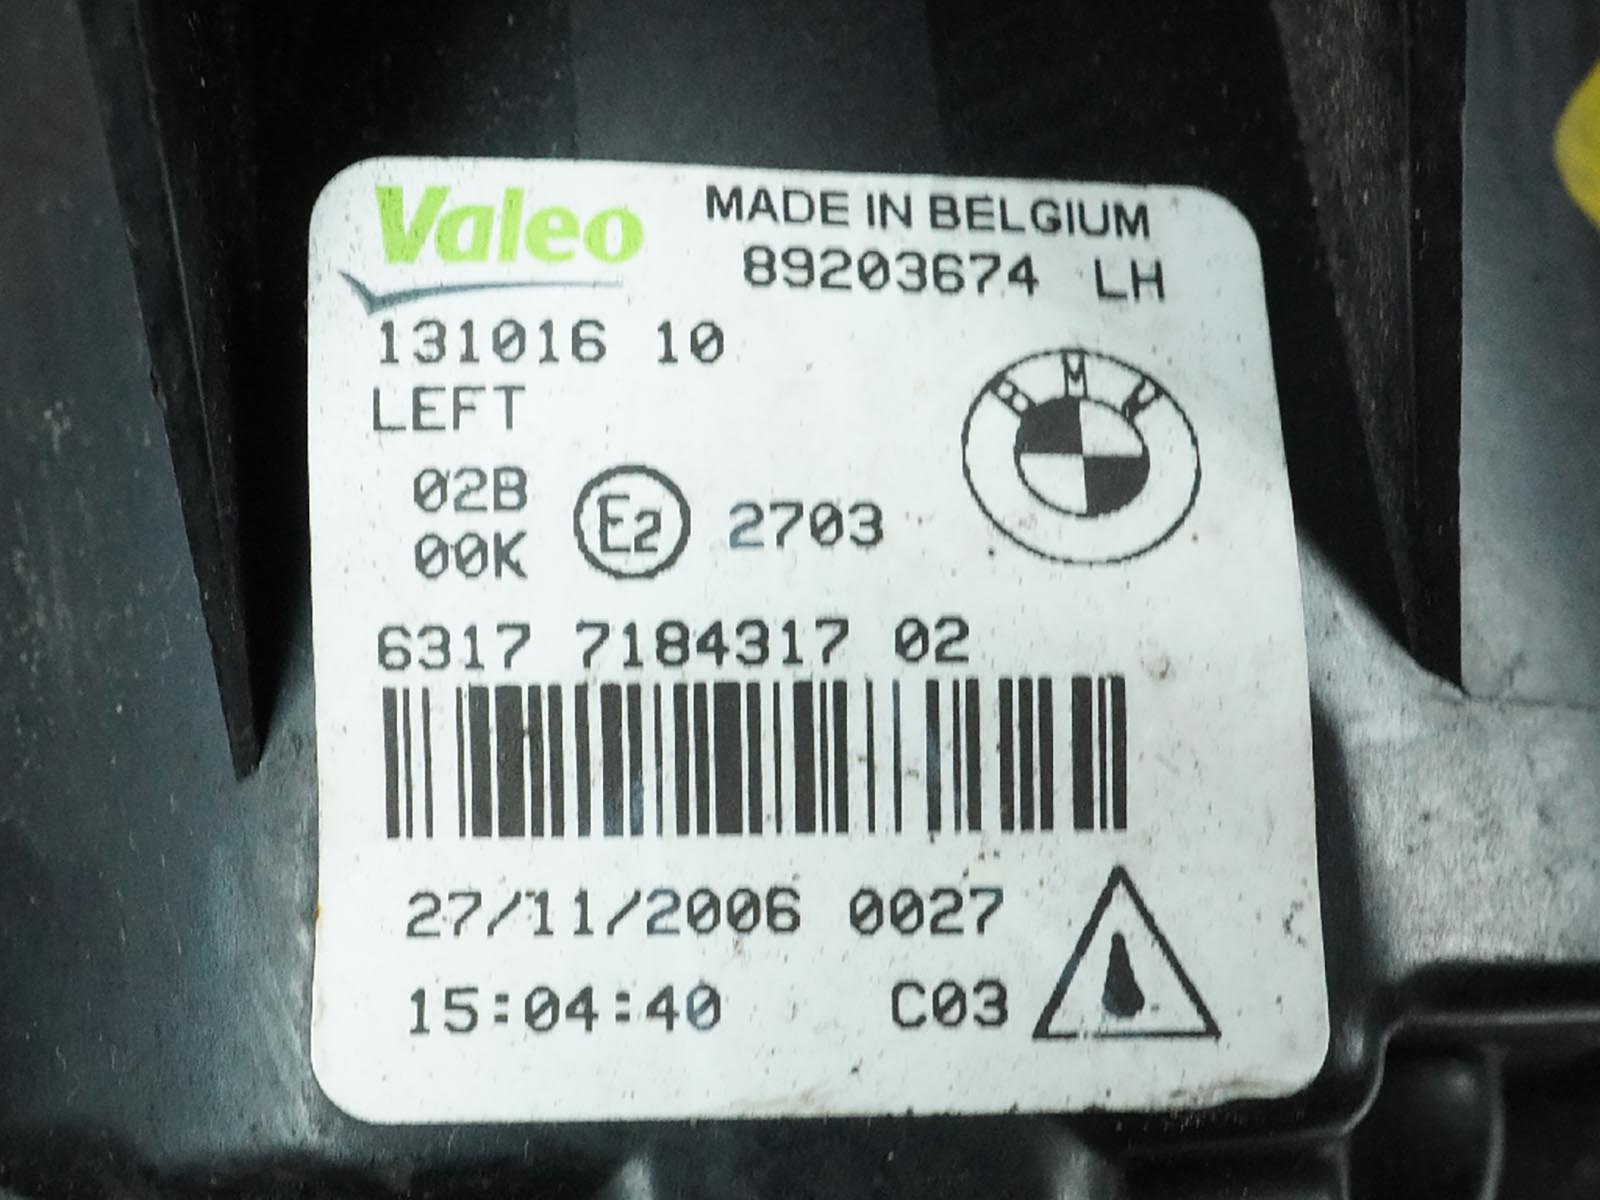 Valeo MADE IN BELGIUM
89203674 LH
131016 10
LEFT
BMW
02B
00K
E2 2703
6317 7184317 02
27/11/2006 0027
15:04:40 C03